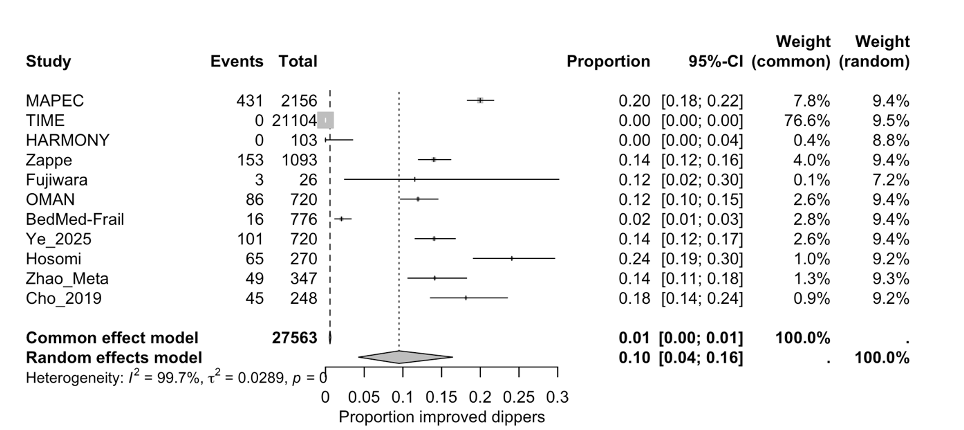 Weight Weight
Study Events Total Proportion 95%-CI (common) (random)
MAPEC 431 2156 0.20 [0.18; 0.22] 7.8% 9.4%
TIME 0 21104 0.00 [0.00; 0.00] 76.6% 9.5%
HARMONY 0 103 0.00 [0.00; 0.04] 0.4% 8.8%
Zappe 153 1093 0.14 [0.12; 0.16] 4.0% 9.4%
Fujiwara 3 26 0.12 [0.02; 0.30] 0.1% 7.2%
OMAN 86 720 0.12 [0.10; 0.15] 2.6% 9.4%
BedMed-Frail 16 776 0.02 [0.01; 0.03] 2.8% 9.4%
Ye_2025 101 720 0.14 [0.12; 0.17] 2.6% 9.4%
Hosomi 65 270 0.24 [0.19; 0.30] 1.0% 9.2%
Zhao_Meta 49 347 0.14 [0.11; 0.18] 1.3% 9.3%
Cho_2019 45 248 0.18 [0.14; 0.24] 0.9% 9.2%
Common effect model 27563 0.01 [0.00; 0.01] 100.0% .
Random effects model 0.10 [0.04; 0.16] . 100.0%
Heterogeneity: I² = 99.7%, τ² = 0.0289, p = 0
0 0.05 0.1 0.15 0.2 0.25 0.3
Proportion improved dippers